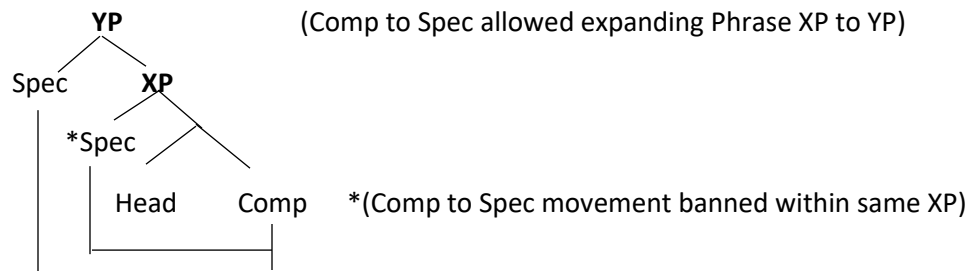 YP (Comp to Spec allowed expanding Phrase XP to YP)
Spec XP
*Spec
Head Comp *(Comp to Spec movement banned within same XP)